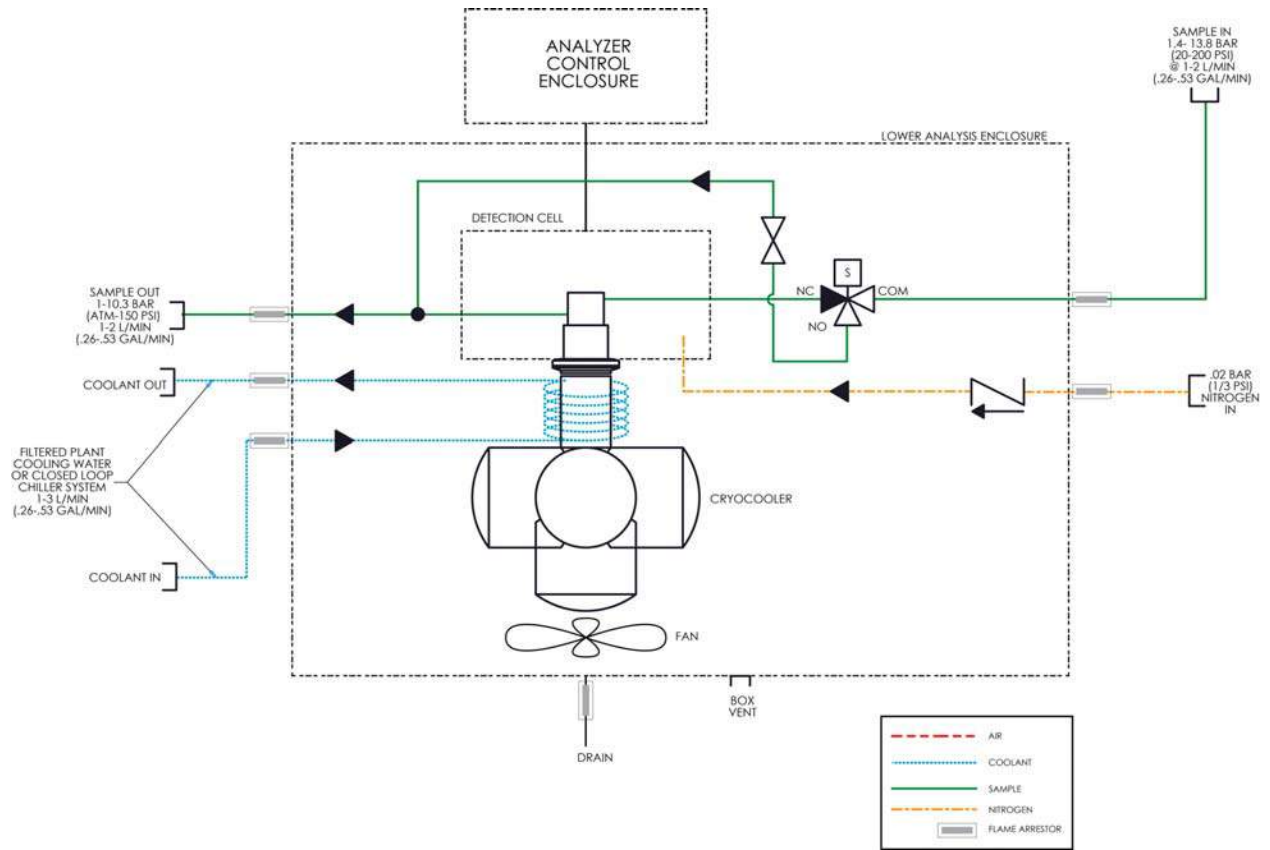 ANALYZER
CONTROL
ENCLOSURE
SAMPLE IN
1.4- 13.8 BAR
(20-200 PSI)
@ 1-2 L/MIN
(.26-.53 GAL/MIN)
LOWER ANALYSIS ENCLOSURE
DETECTION CELL
S
NC
COM
NO
SAMPLE OUT
1-10.3 BAR
(ATM-150 PSI)
1-2 L/MIN
(.26-.53 GAL/MIN)
COOLANT OUT
.02 BAR
(1/3 PSI)
NITROGEN
IN
FILTERED PLANT
COOLING WATER
OR CLOSED LOOP
CHILLER SYSTEM
1-3 L/MIN
(.26-.53 GAL/MIN)
CRYOCOOLER
COOLANT IN
FAN
BOX
VENT
DRAIN
AIR
COOLANT
SAMPLE
NITROGEN
FLAME ARRESTOR